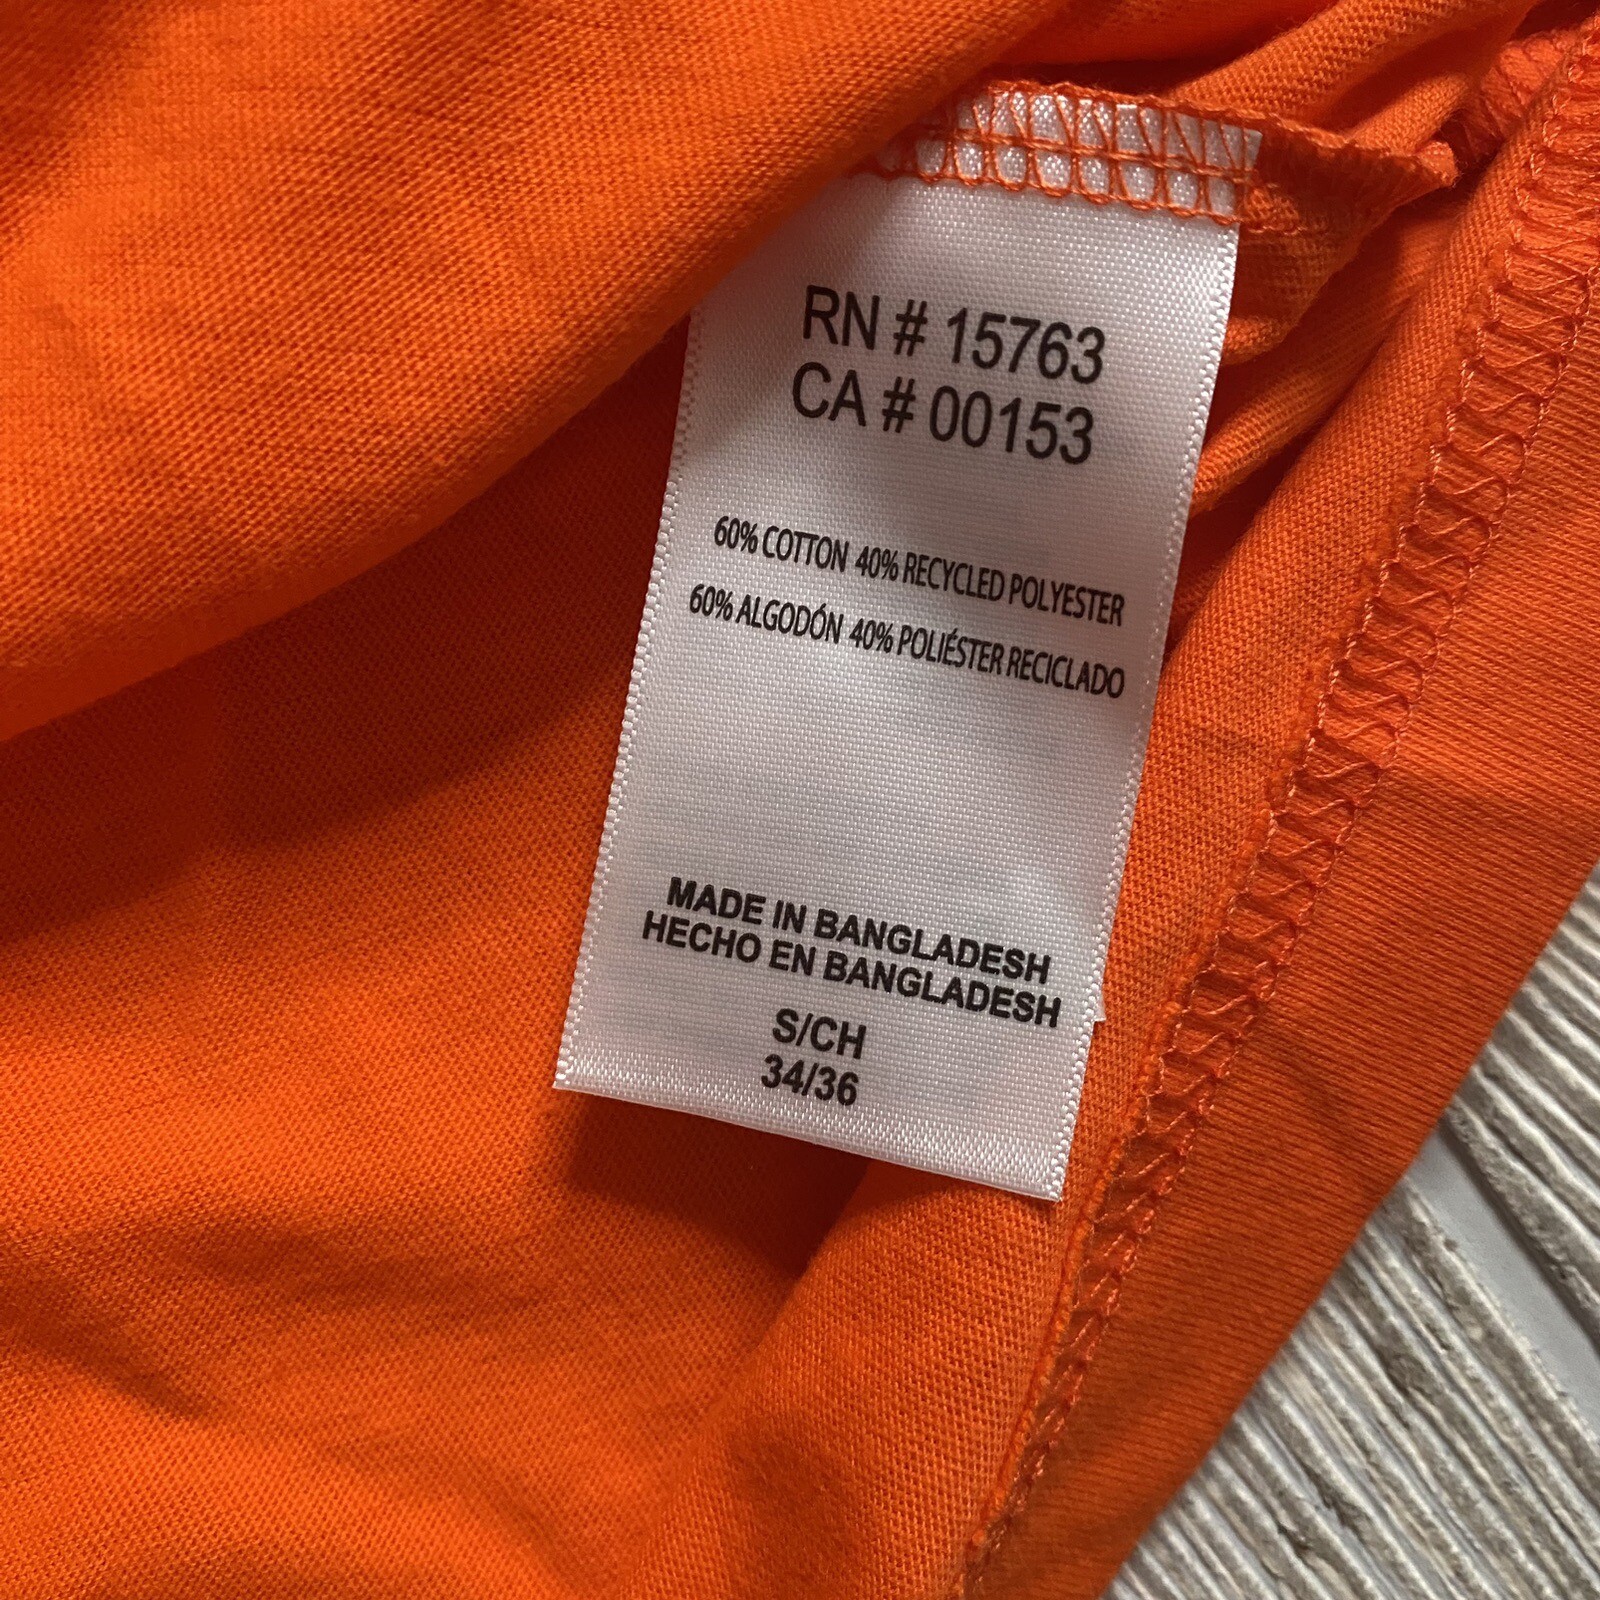 RN # 15763
CA # 00153
60% COTTON 40% RECYCLED POLYESTER
60% ALGODÓN 40% POLIÉSTER RECICLADO
MADE IN BANGLADESH
HECHO EN BANGLADESH
S/CH
34/36